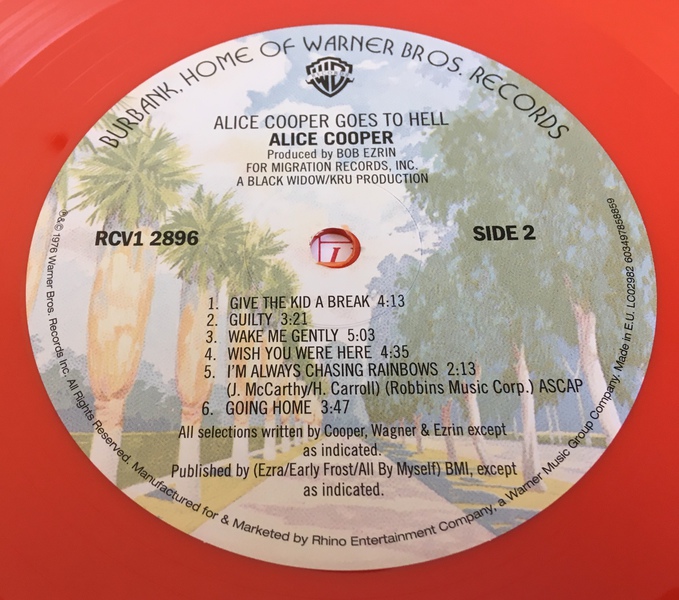 BURBANK, HOME OF WARNER BROS. RECORDS
ALICE COOPER GOES TO HELL
ALICE COOPER
Produced by BOB EZRIN
FOR MIGRATION RECORDS, INC.
A BLACK WIDOW/KRU PRODUCTION
RCV1 2896
SIDE 2
1. GIVE THE KID A BREAK 4:13
2. GUILTY 3:21
3. WAKE ME GENTLY 5:03
4. WISH YOU WERE HERE 4:35
5. I'M ALWAYS CHASING RAINBOWS 2:13
(J. McCarthy/H. Carroll) (Robbins Music Corp.) ASCAP
6. GOING HOME 3:47
All selections written by Cooper, Wagner & Ezrin except
as indicated.
Published by (Ezra/Early Frost/All By Myself) BMI, except
as indicated.
℗&© 1976 Warner Bros. Records Inc. All Rights Reserved. Manufactured for & Marketed by Rhino Entertainment Company, a Warner Music Group Company. Made in E.U. LC02982 603497858859